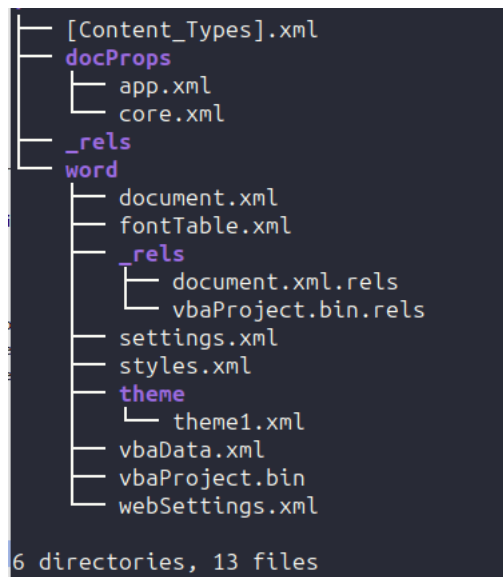 [Content_Types].xml
docProps
app.xml
core.xml
_rels
word
document.xml
fontTable.xml
_rels
document.xml.rels
vbaProject.bin.rels
settings.xml
styles.xml
theme
theme1.xml
vbaData.xml
vbaProject.bin
webSettings.xml
6 directories, 13 files